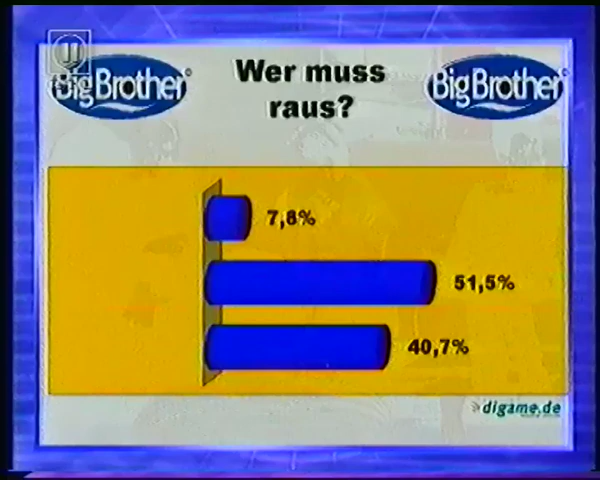 BigBrother®
Wer muss
raus?
BigBrother®
7,8%
51,5%
40,7%
digame.de